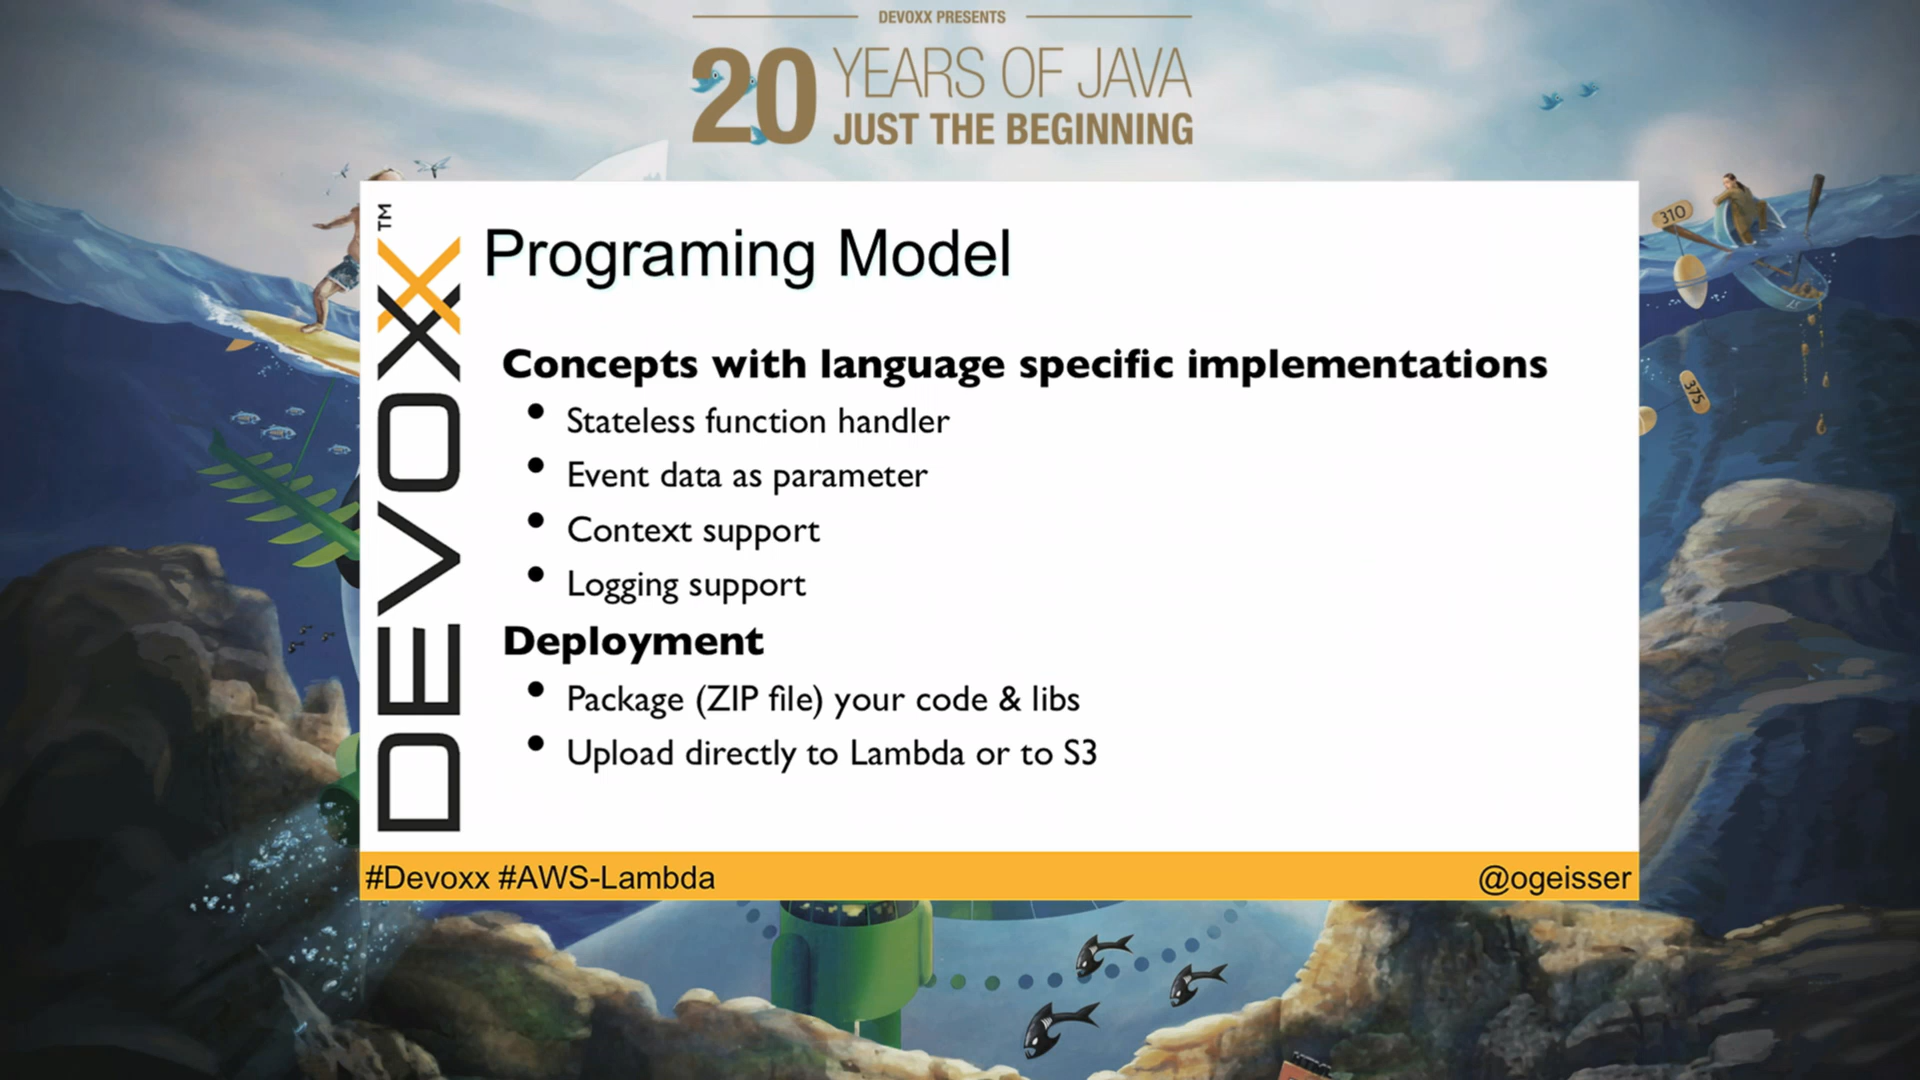 DEVOXX PRESENTS
20 YEARS OF JAVA
JUST THE BEGINNING
310
375
DEVOXX™
Programing Model
Concepts with language specific implementations
• Stateless function handler
• Event data as parameter
• Context support
• Logging support
Deployment
• Package (ZIP file) your code & libs
• Upload directly to Lambda or to S3
#Devoxx #AWS-Lambda
@ogeisser